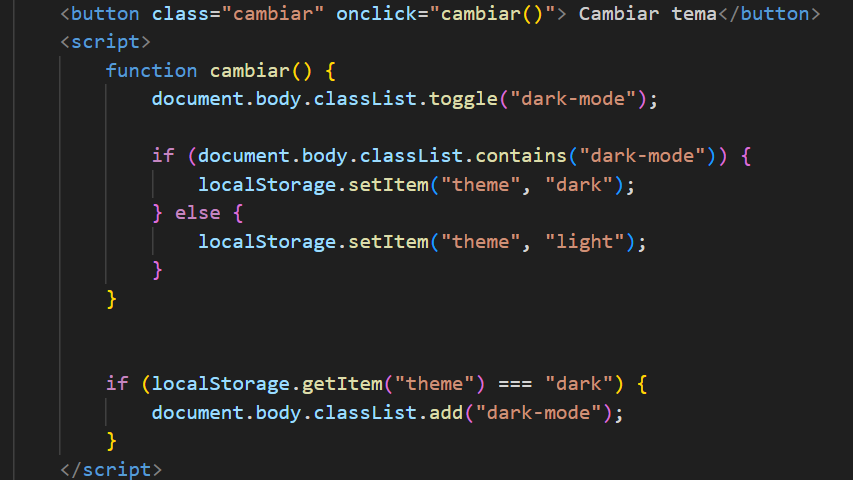 <button class="cambiar" onclick="cambiar()"> Cambiar tema</button>
<script>
function cambiar() {
document.body.classList.toggle("dark-mode");
if (document.body.classList.contains("dark-mode")) {
localStorage.setItem("theme", "dark");
} else {
localStorage.setItem("theme", "light");
}
}
if (localStorage.getItem("theme") === "dark") {
document.body.classList.add("dark-mode");
}
</script>